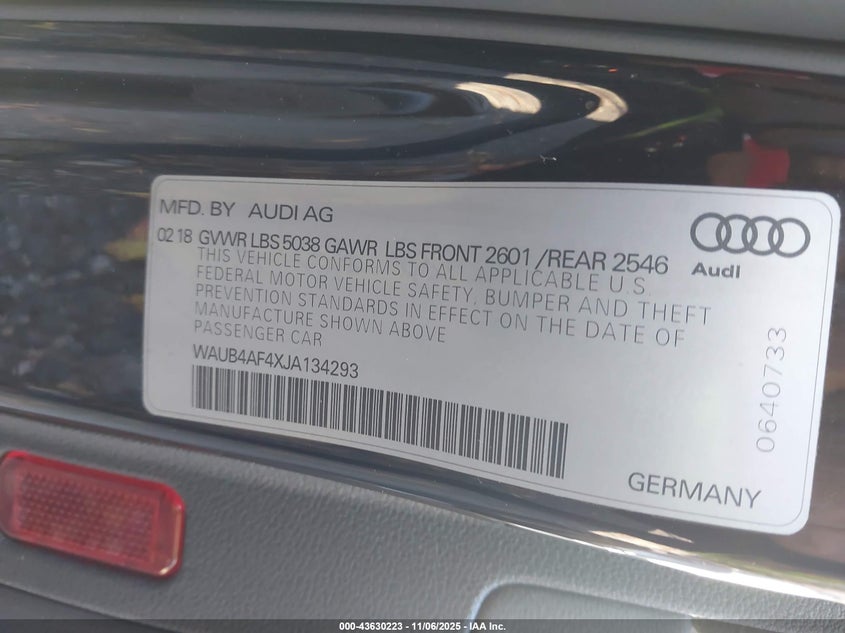 MFD. BY AUDI AG
02 18 GVWR LBS 5038 GAWR LBS FRONT 2601 /REAR 2546
THIS VEHICLE CONFORMS TO ALL APPLICABLE U.S.
FEDERAL MOTOR VEHICLE SAFETY, BUMPER AND THEFT
PREVENTION STANDARDS IN EFFECT ON THE DATE OF
MANUFACTURE SHOWN ABOVE
PASSENGER CAR
WAUB4AF4XJA134293
Audi
0640733
GERMANY
000-43630223 - 11/06/2025 - IAA Inc.